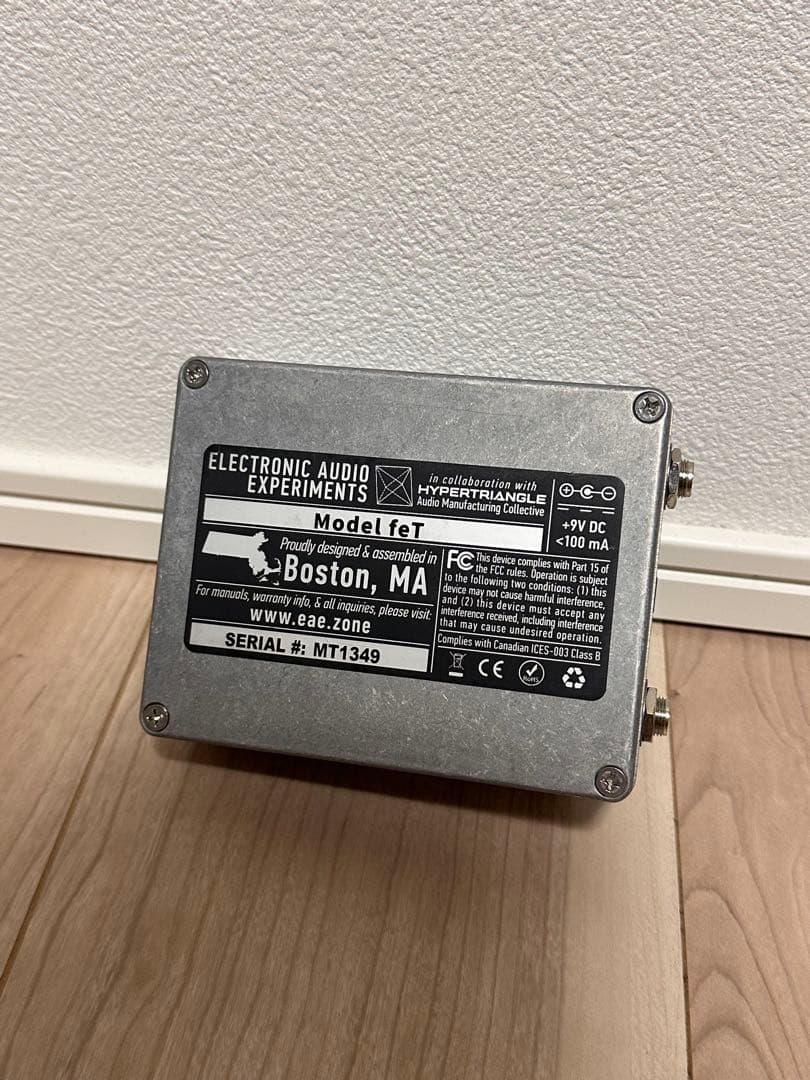 ELECTRONIC AUDIO
EXPERIMENTS
in collaboration with
HYPERTRIANGLE
Audio Manufacturing Collective
Model feT
+9V DC
<100 mA
Proudly designed & assembled in
Boston, MA
For manuals, warranty info, & all inquiries, please visit:
www.eae.zone
SERIAL #: MT1349
FC This device complies with Part 15 of
the FCC rules. Operation is subject
to the following two conditions: (1) this
device may not cause harmful interference,
and (2) this device must accept any
interference received, including interference
that may cause undesired operation.
Complies with Canadian ICES-003 Class B
CE
RoHS